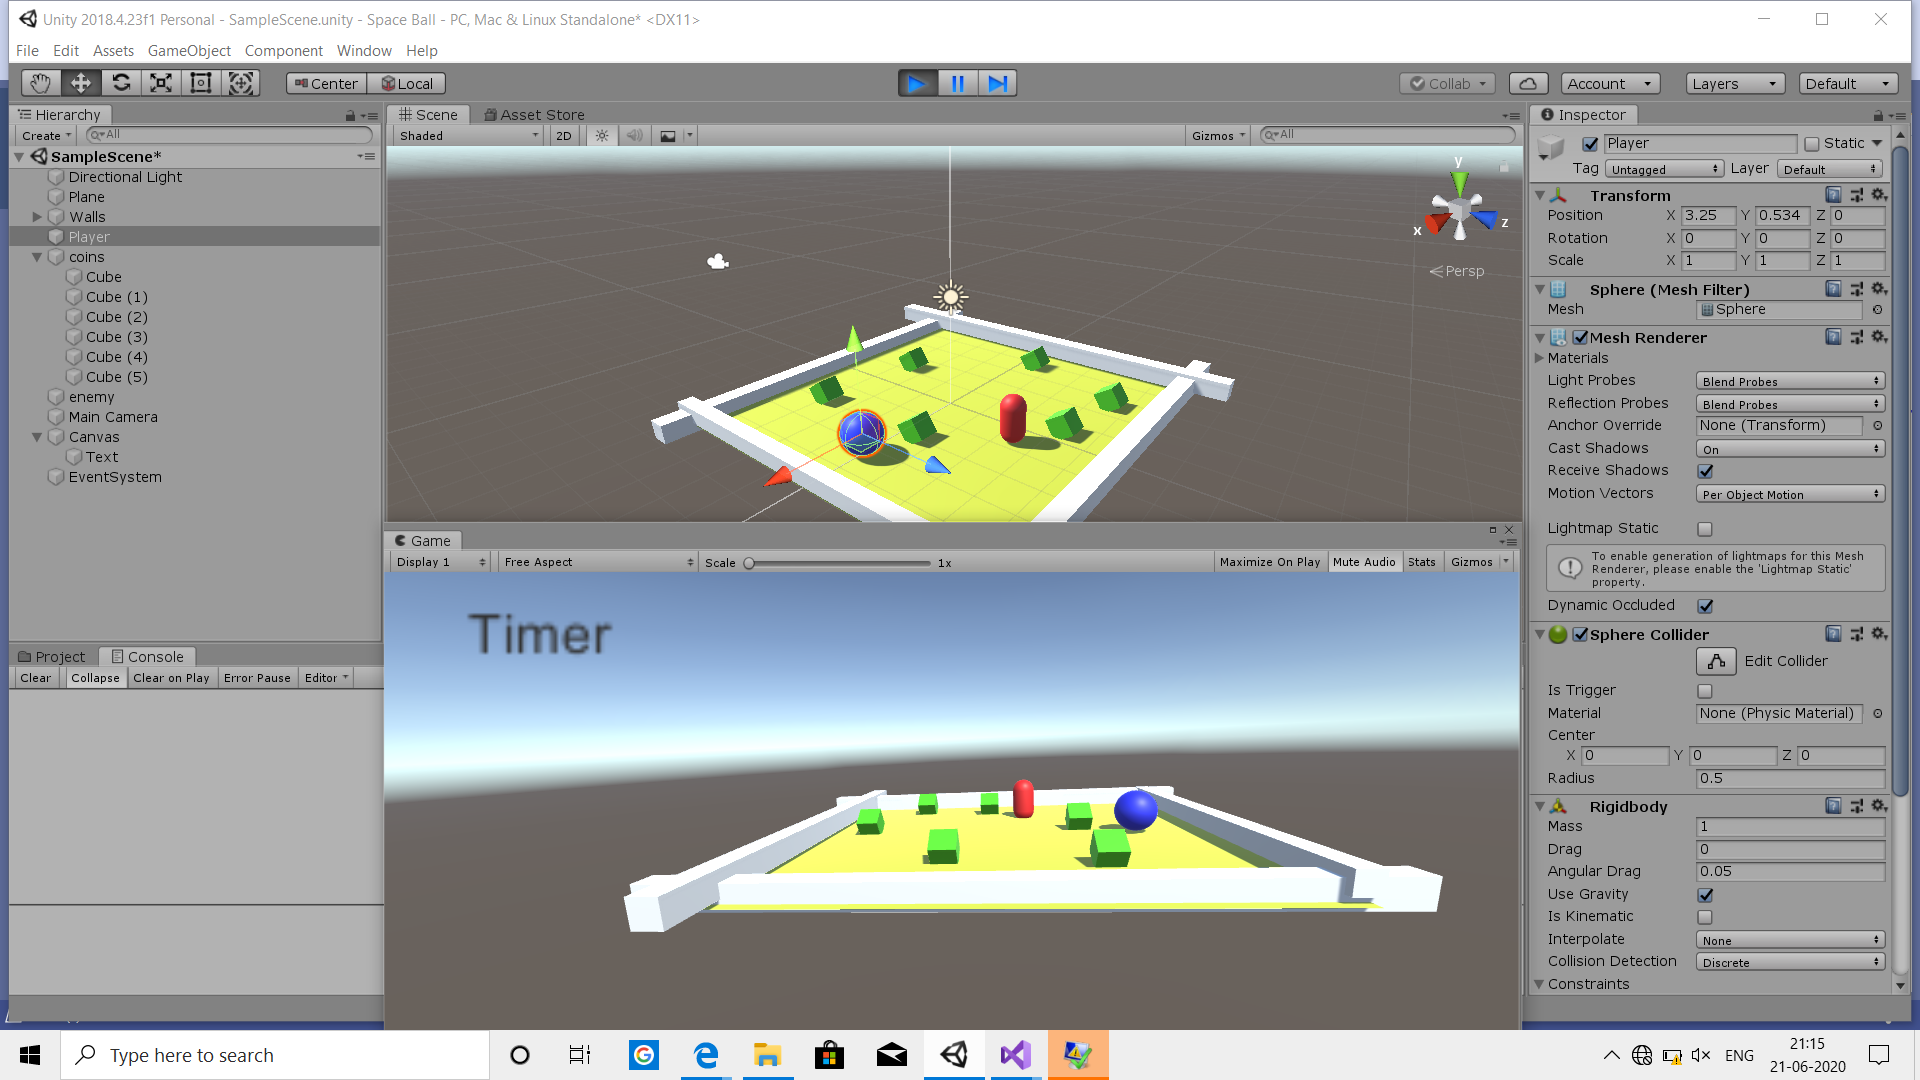 Unity 2018.4.23f1 Personal - SampleScene.unity - Space Ball - PC, Mac & Linux Standalone* <DX11>
File Edit Assets GameObject Component Window Help
Center Local Collab Account Layers Default
Hierarchy
Create All
SampleScene*
Directional Light
Plane
Walls
Player
coins
Cube
Cube (1)
Cube (2)
Cube (3)
Cube (4)
Cube (5)
enemy
Main Camera
Canvas
Text
EventSystem
Project Console
Clear Collapse Clear on Play Error Pause Editor
Scene Asset Store
Shaded 2D Gizmos All
y
x
z
Persp
Game
Display 1 Free Aspect Scale 1x Maximize On Play Mute Audio Stats Gizmos
Timer
Inspector
Player Static
Tag Untagged Layer Default
Transform
Position X 3.25 Y 0.534 Z 0
Rotation X 0 Y 0 Z 0
Scale X 1 Y 1 Z 1
Sphere (Mesh Filter)
Mesh Sphere
Mesh Renderer
Materials
Light Probes Blend Probes
Reflection Probes Blend Probes
Anchor Override None (Transform)
Cast Shadows On
Receive Shadows
Motion Vectors Per Object Motion
Lightmap Static
To enable generation of lightmaps for this Mesh
Renderer, please enable the 'Lightmap Static'
property.
Dynamic Occluded
Sphere Collider
Edit Collider
Is Trigger
Material None (Physic Material)
Center
X 0 Y 0 Z 0
Radius 0.5
Rigidbody
Mass 1
Drag 0
Angular Drag 0.05
Use Gravity
Is Kinematic
Interpolate None
Collision Detection Discrete
Constraints
Type here to search
ENG
21:15
21-06-2020